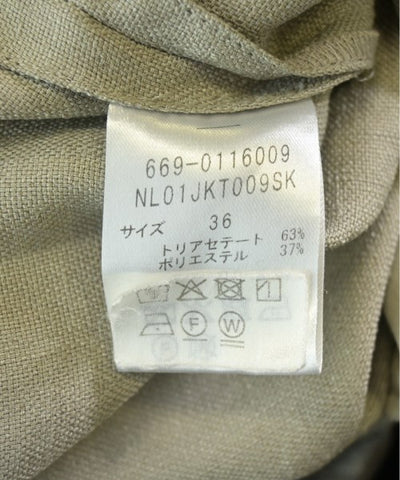 669-0116009
NL01JKT009SK
サイズ 36
トリアセテート 63%
ポリエステル 37%
F W